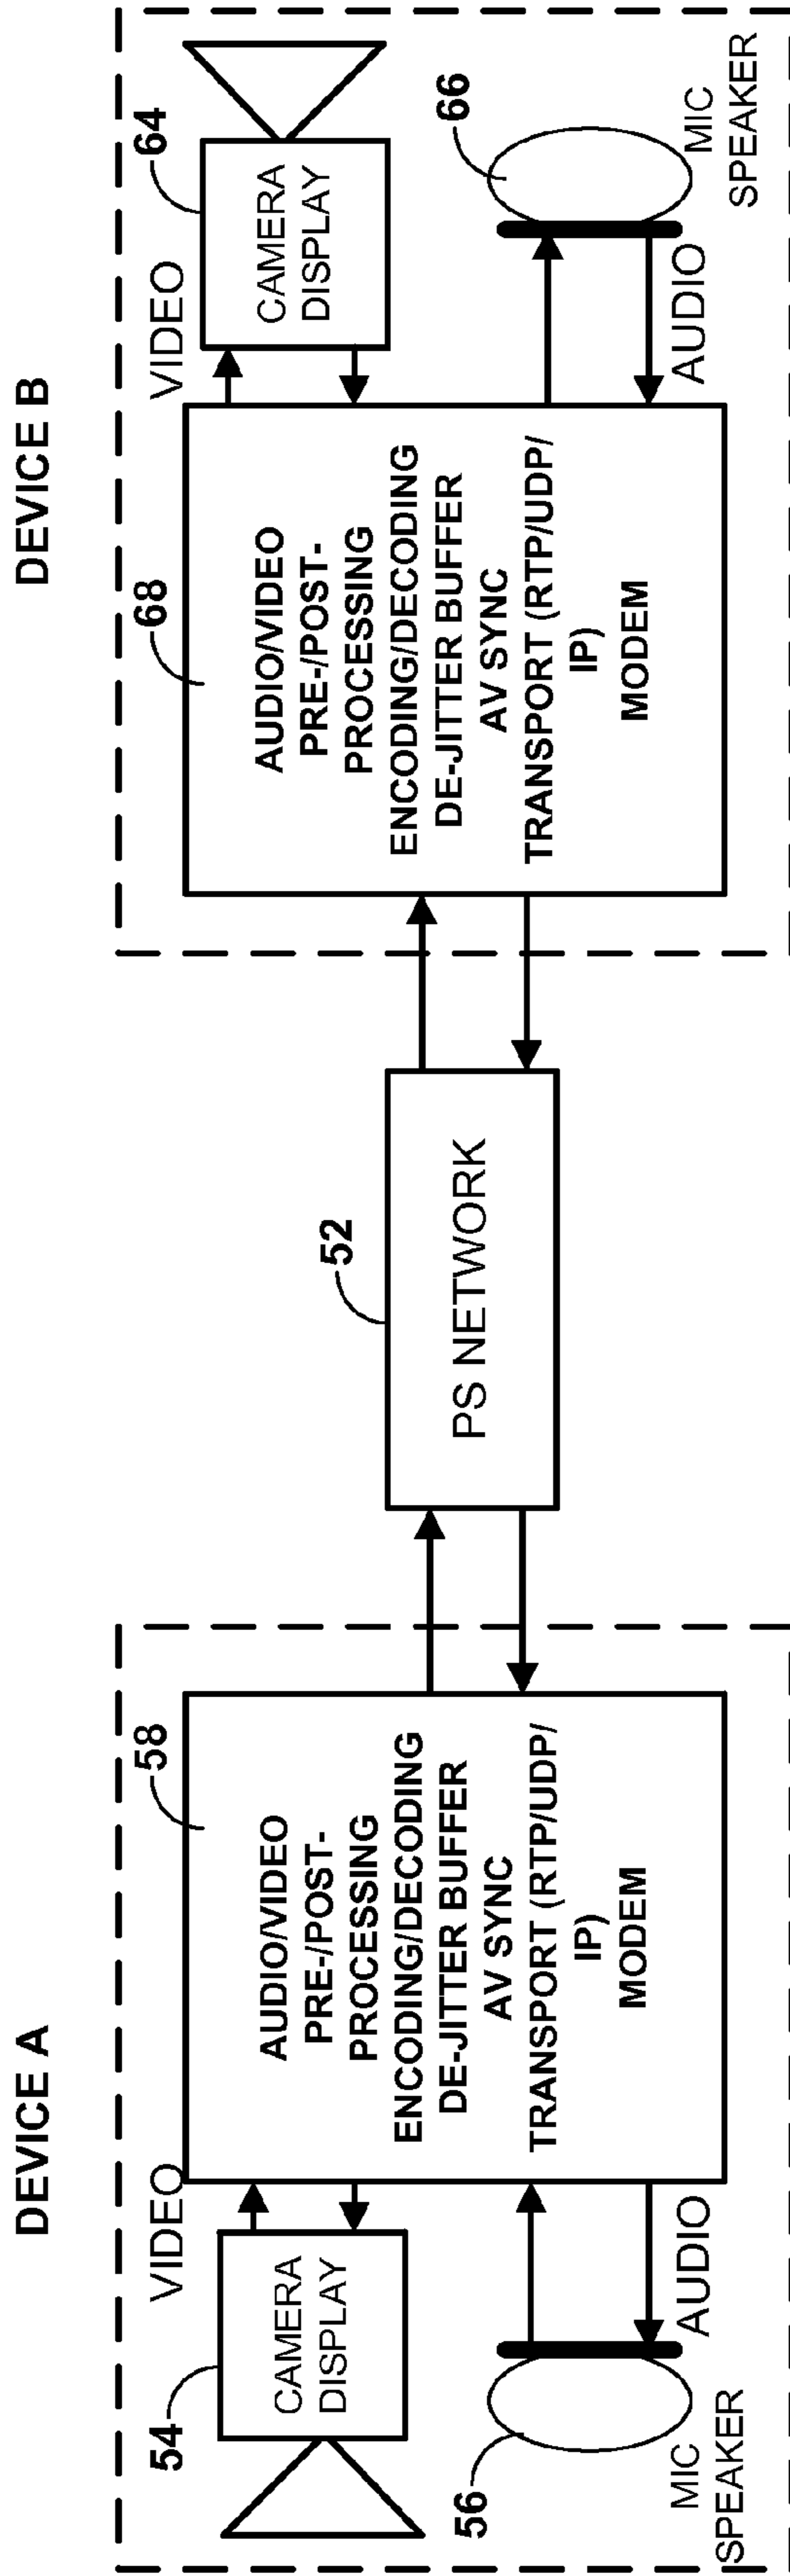 DEVICE A
VIDEO
54
CAMERA
DISPLAY
56
MIC
SPEAKER
AUDIO
58
AUDIO/VIDEO
PRE-/POST-
PROCESSING
ENCODING/DECODING
DE-JITTER BUFFER
AV SYNC
TRANSPORT (RTP/UDP/
IP)
MODEM
52
PS NETWORK
DEVICE B
68
AUDIO/VIDEO
PRE-/POST-
PROCESSING
ENCODING/DECODING
DE-JITTER BUFFER
AV SYNC
TRANSPORT (RTP/UDP/
IP)
MODEM
VIDEO
64
CAMERA
DISPLAY
66
MIC
SPEAKER
AUDIO